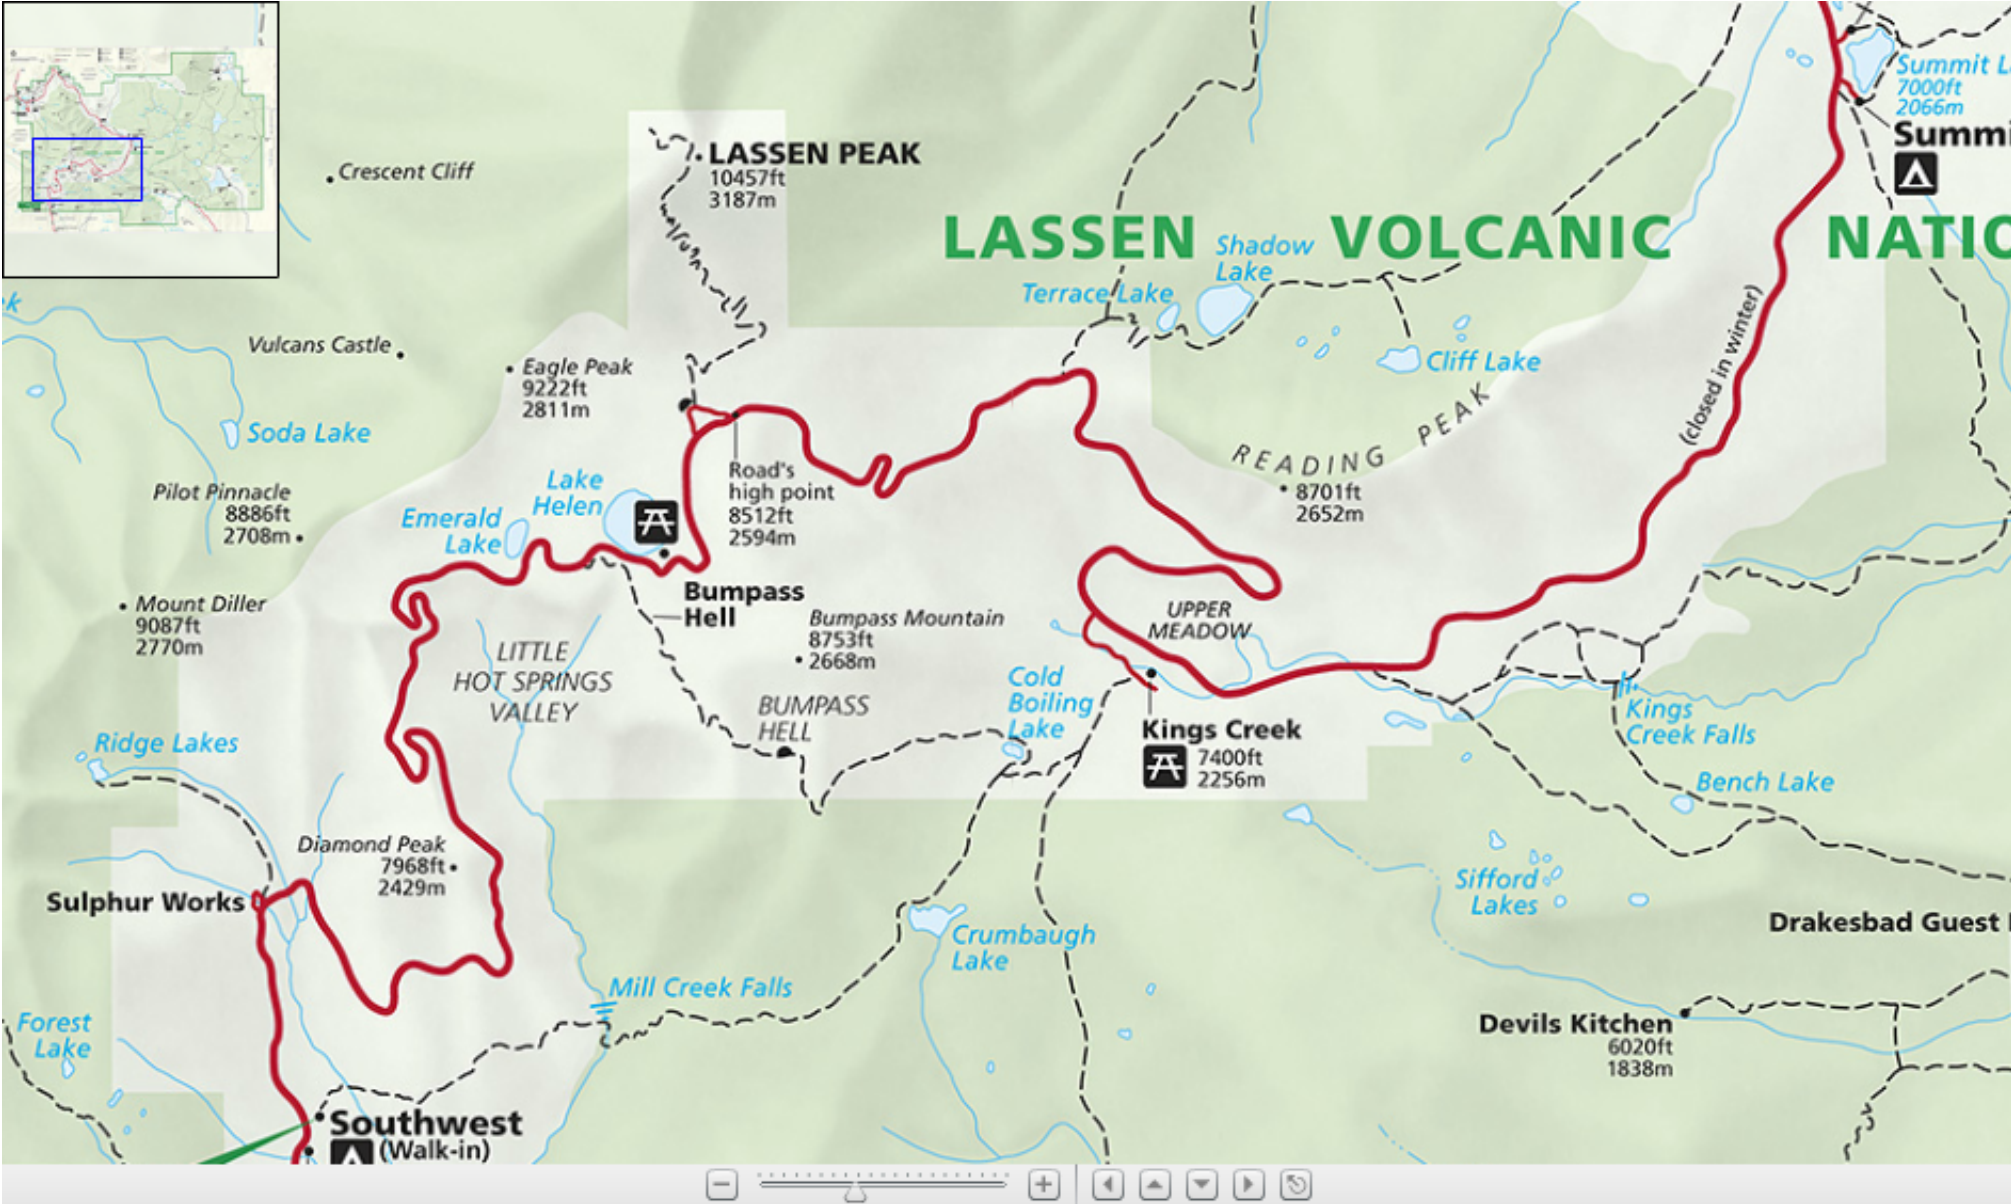 Summit L
7000ft
2066m
Summi
LASSEN PEAK
10457ft
3187m
Crescent Cliff
LASSEN VOLCANIC NATIO
Shadow
Lake
Terrace Lake
ek
Vulcans Castle
Eagle Peak
9222ft
2811m
Cliff Lake
(closed in winter)
Soda Lake
READING PEAK
8701ft
2652m
Road's
high point
8512ft
2594m
Lake
Helen
Emerald
Lake
Pilot Pinnacle
8886ft
2708m
Mount Diller
9087ft
2770m
Bumpass
Hell
Bumpass Mountain
8753ft
2668m
UPPER
MEADOW
LITTLE
HOT SPRINGS
VALLEY
BUMPASS
HELL
Cold
Boiling
Lake
Kings Creek
7400ft
2256m
Kings
Creek Falls
Bench Lake
Ridge Lakes
Diamond Peak
7968ft
2429m
Sulphur Works
Sifford
Lakes
Drakesbad Guest
Crumbaugh
Lake
Mill Creek Falls
Forest
Lake
Devils Kitchen
6020ft
1838m
Southwest
(Walk-in)